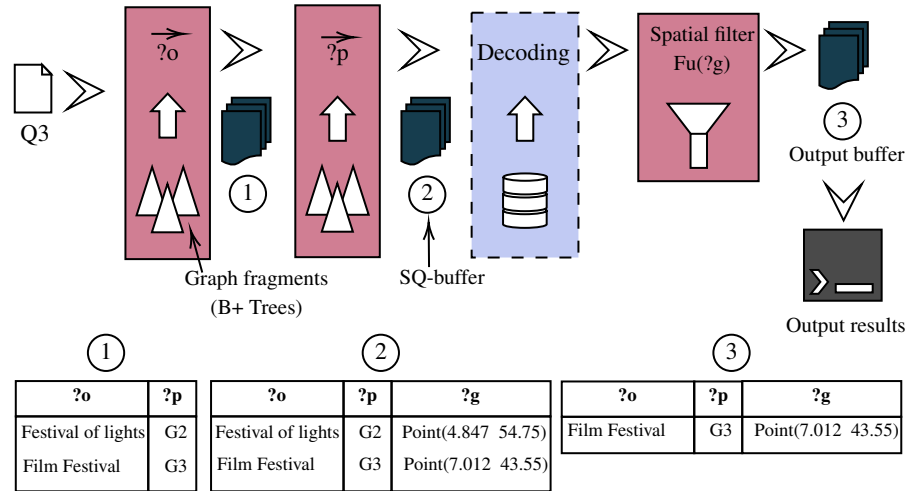 Q3
?o
?p
Decoding
Spatial filter
Fu(?g)
1
2
3
Output buffer
Graph fragments
(B+ Trees)
SQ-buffer
Output results
1
?o ?p
Festival of lights G2
Film Festival G3
2
?o ?p ?g
Festival of lights G2 Point(4.847 54.75)
Film Festival G3 Point(7.012 43.55)
3
?o ?p ?g
Film Festival G3 Point(7.012 43.55)